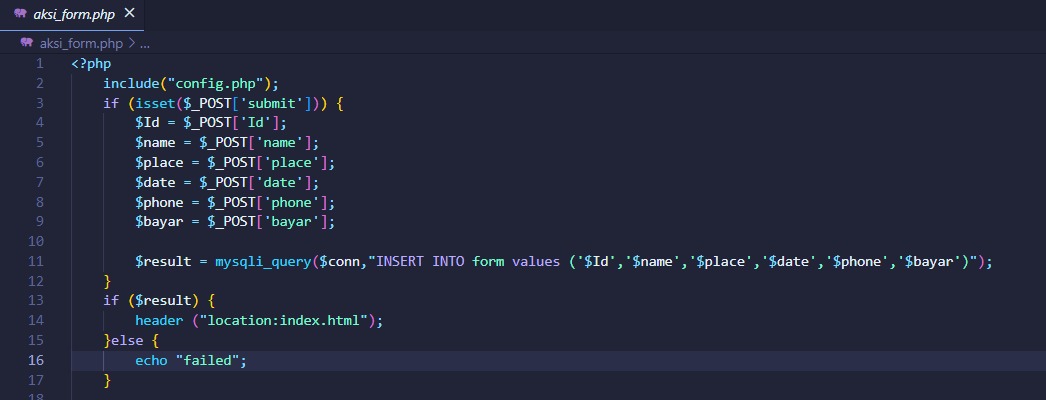 aksi_form.php ×
aksi_form.php > ...
1 <?php
2     include("config.php");
3     if (isset($_POST['submit'])) {
4         $Id = $_POST['Id'];
5         $name = $_POST['name'];
6         $place = $_POST['place'];
7         $date = $_POST['date'];
8         $phone = $_POST['phone'];
9         $bayar = $_POST['bayar'];
10
11         $result = mysqli_query($conn,"INSERT INTO form values ('$Id','$name','$place','$date','$phone','$bayar')");
12     }
13     if ($result) {
14         header ("location:index.html");
15     }else {
16         echo "failed";
17     }
18